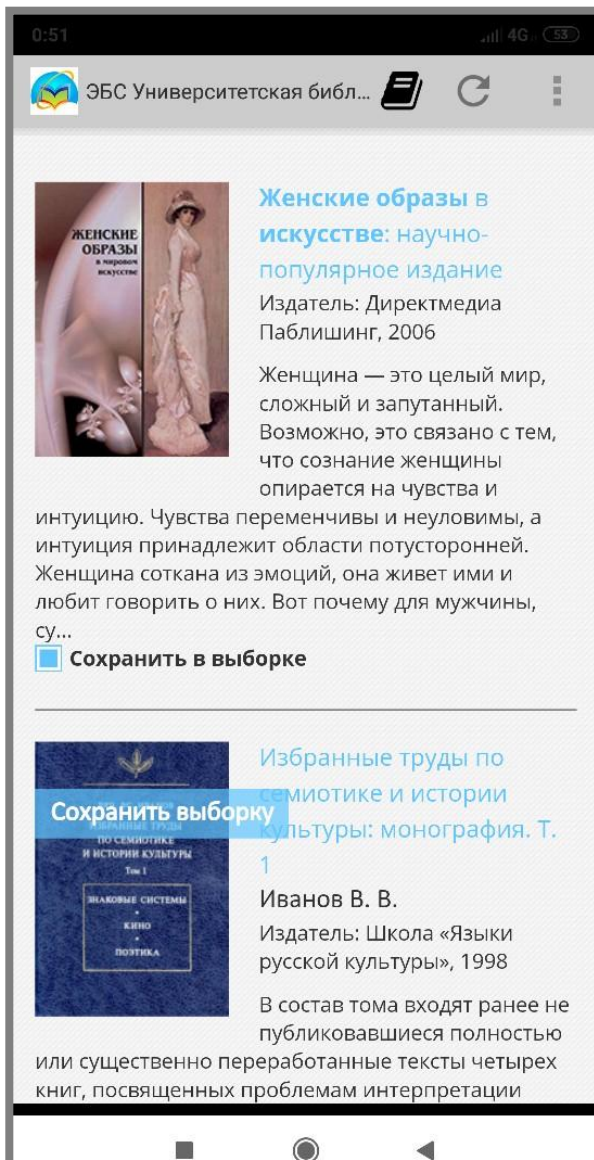 0:51
4G
53
ЭБС Университетская библ...
ЖЕНСКИЕ
ОБРАЗЫ
в мировом
искусстве
Женские образы в
искусстве: научно-
популярное издание
Издатель: Директмедиа
Паблишинг, 2006
Женщина — это целый мир,
сложный и запутанный.
Возможно, это связано с тем,
что сознание женщины
опирается на чувства и
интуицию. Чувства переменчивы и неуловимы, а
интуиция принадлежит области потусторонней.
Женщина соткана из эмоций, она живет ими и
любит говорить о них. Вот почему для мужчины,
су...
Сохранить в выборке
Сохранить выборку
ИЗБРАННЫЕ ТРУДЫ
ПО СЕМИОТИКЕ
И ИСТОРИИ КУЛЬТУРЫ
Том 1
ЗНАКОВЫЕ СИСТЕМЫ
КИНО
ПОЭТИКА
Избранные труды по
семиотике и истории
культуры: монография. Т.
1
Иванов В. В.
Издатель: Школа «Языки
русской культуры», 1998
В состав тома входят ранее не
публиковавшиеся полностью
или существенно переработанные тексты четырех
книг, посвященных проблемам интерпретации